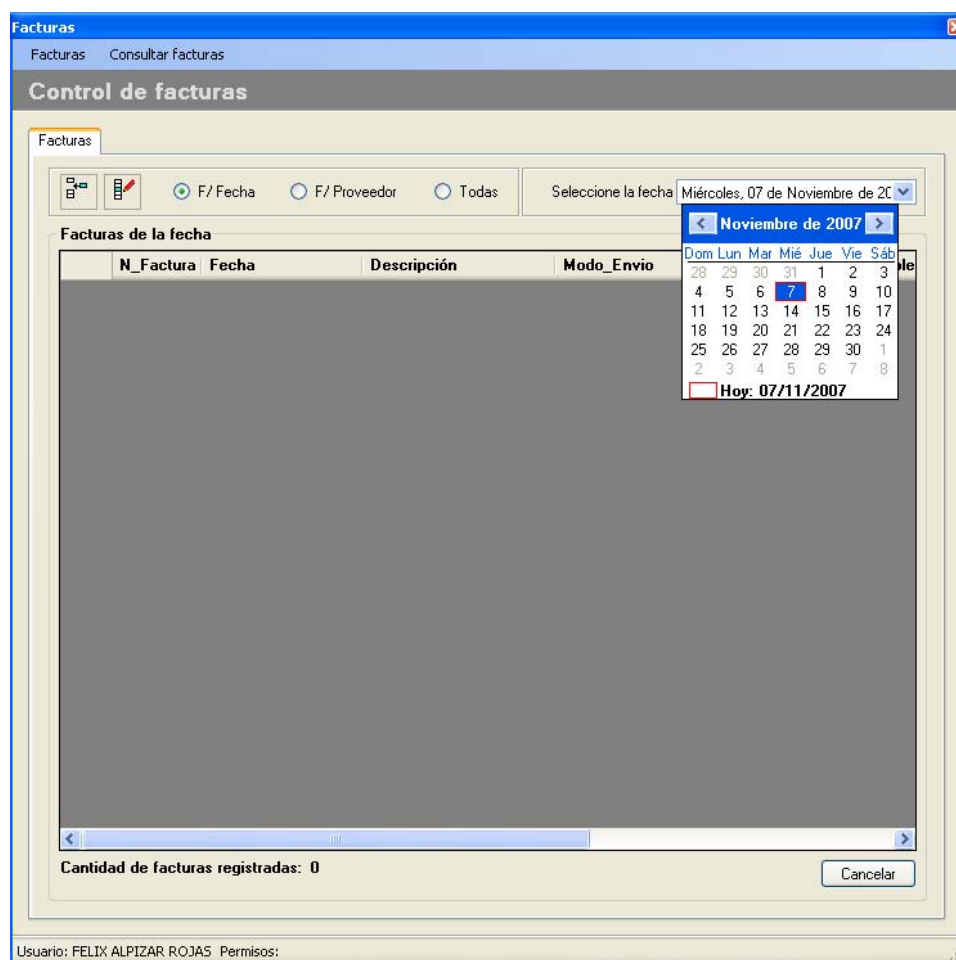 Facturas
Facturas Consultar facturas
Control de facturas
Facturas
F/ Fecha F/ Proveedor Todas Seleccione la fecha Miércoles, 07 de Noviembre de 20
Noviembre de 2007
Facturas de la fecha
N_Factura Fecha Descripción Modo_Envio
Dom Lun Mar Mié Jue Vie Sáb
28 29 30 31 1 2 3
4 5 6 7 8 9 10
11 12 13 14 15 16 17
18 19 20 21 22 23 24
25 26 27 28 29 30 1
2 3 4 5 6 7 8
Hoy: 07/11/2007
Cantidad de facturas registradas: 0
Cancelar
Usuario: FELIX ALPIZAR ROJAS Permisos: